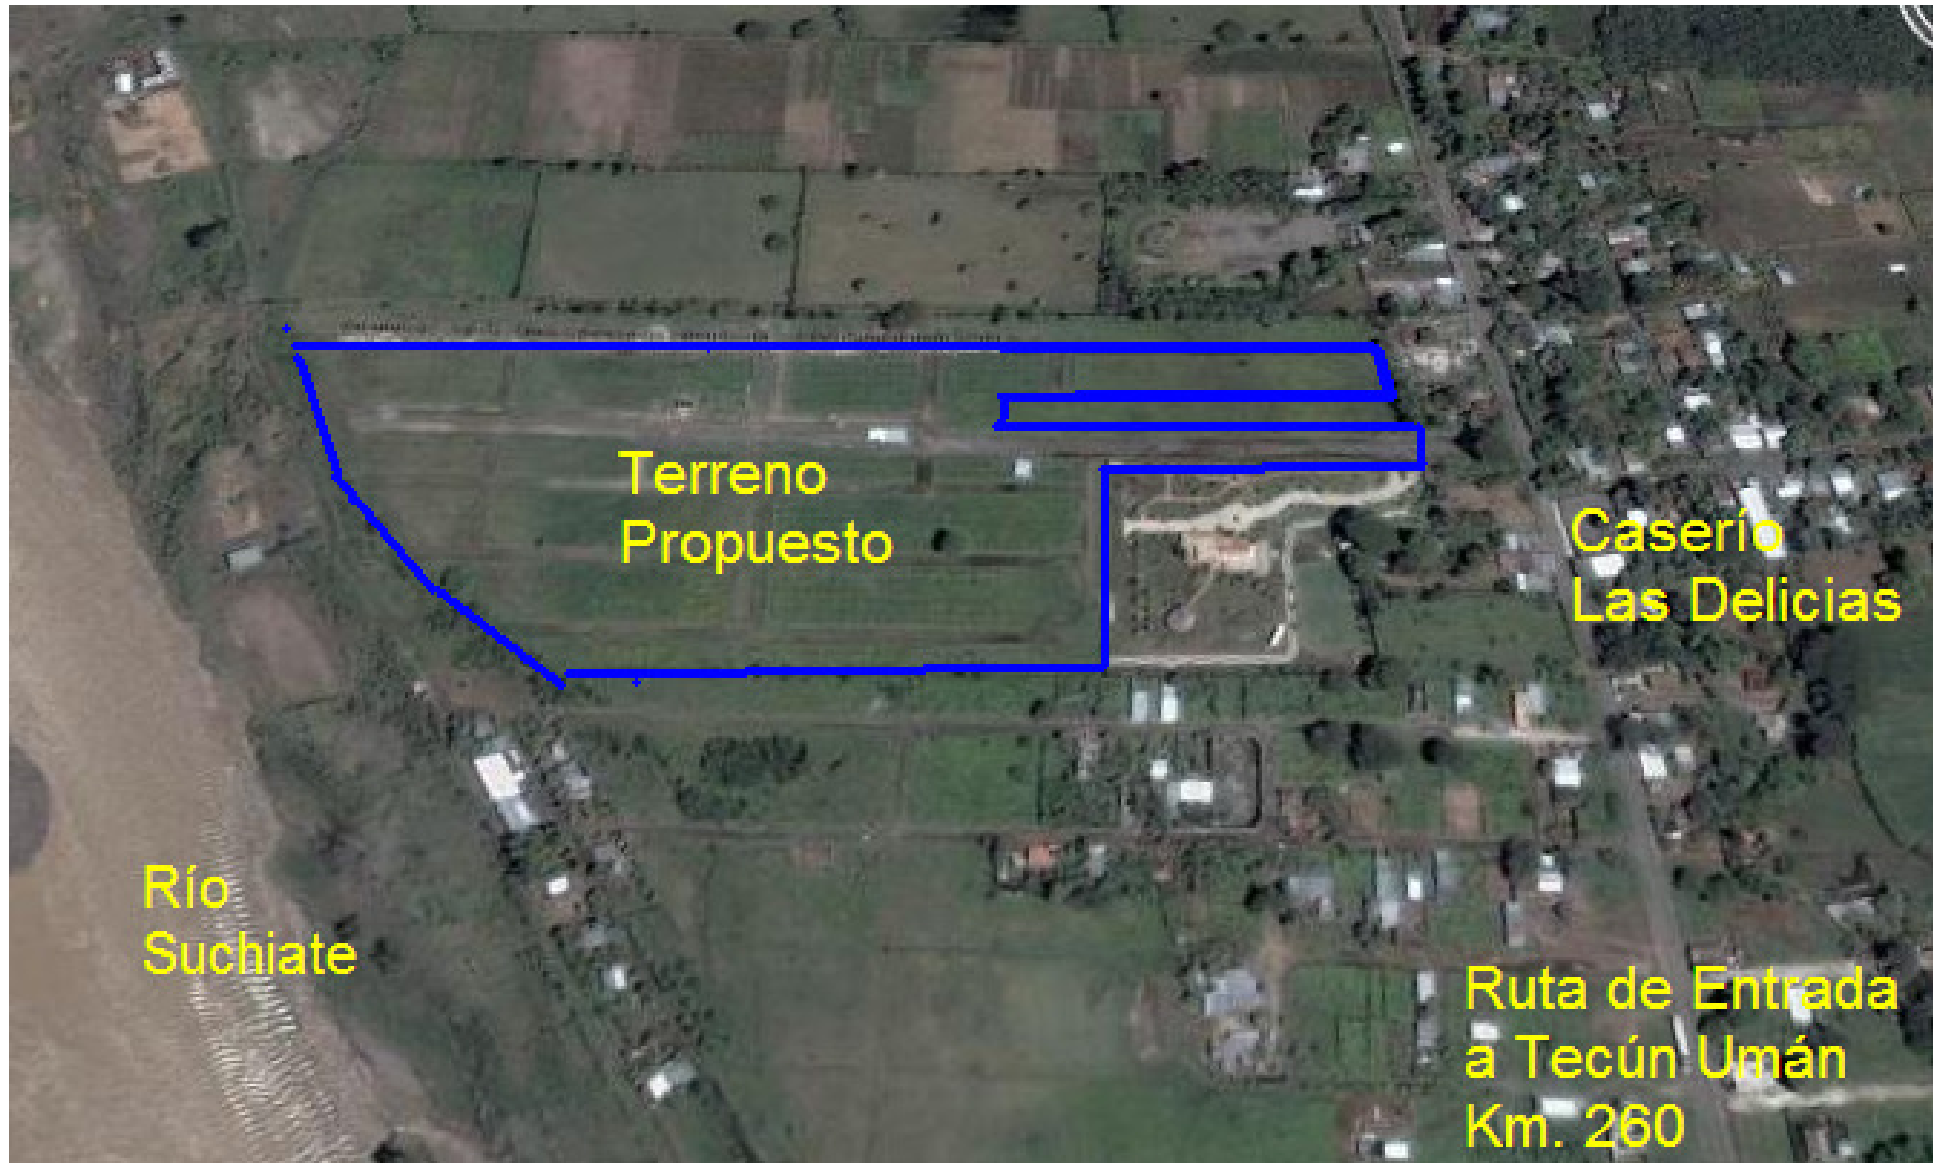 Terreno
Propuesto
Caserío
Las Delicias
Río
Suchiate
Ruta de Entrada
a Tecún Umán
Km. 260